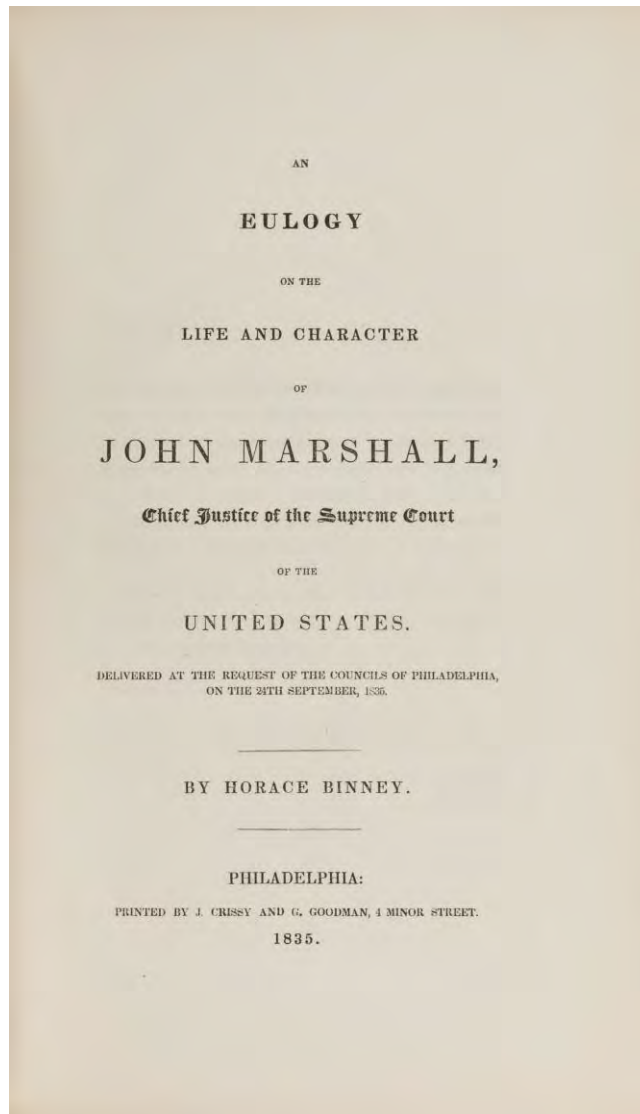 AN
EULOGY
ON THE
LIFE AND CHARACTER
OF
JOHN MARSHALL,
Chief Justice of the Supreme Court
OF THE
UNITED STATES.
DELIVERED AT THE REQUEST OF THE COUNCILS OF PHILADELPHIA,
ON THE 24TH SEPTEMBER, 1835.
BY HORACE BINNEY.
PHILADELPHIA:
PRINTED BY J. CRISSY AND G. GOODMAN, 4 MINOR STREET.
1835.